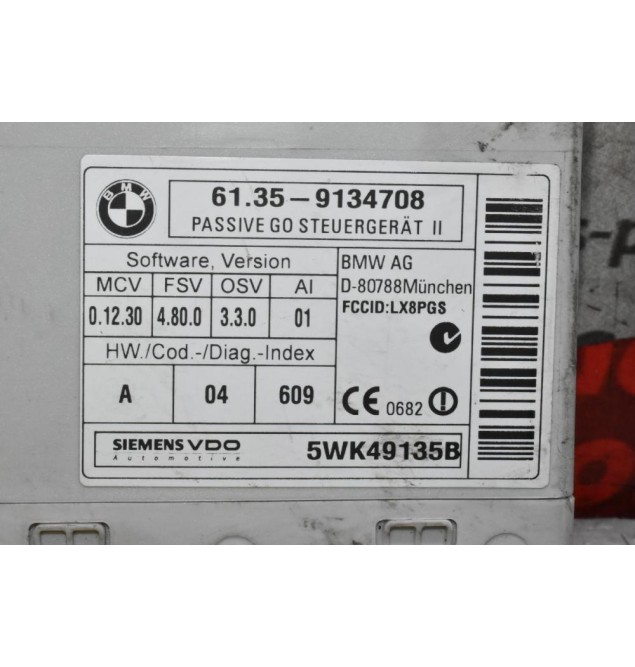 BMW
61.35-9134708
PASSIVE GO STEUERGERÄT II
Software, Version
MCV FSV OSV AI
0.12.30 4.80.0 3.3.0 01
HW./Cod.-/Diag.-Index
A 04 609
BMW AG
D-80788München
FCCID:LX8PGS
CE 0682
SIEMENS VDO
Automotive
5WK49135B